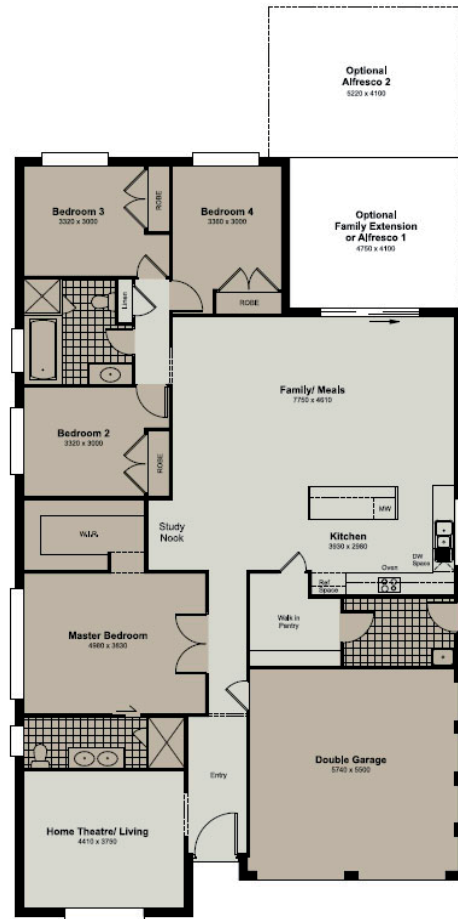 Optional
Alfresco 2
5220 x 4100
Optional
Family Extension
or Alfresco 1
4750 x 4100
Bedroom 3
3320 x 3000
ROBE
Bedroom 4
3360 x 3000
ROBE
Linen
Family/ Meals
7750 x 4610
Bedroom 2
3320 x 3000
ROBE
MW
Kitchen
3930 x 2980
DW
Space
Oven
Ref
Space
W.I.R.
Study
Nook
Walk in
Pantry
Master Bedroom
4980 x 3830
Double Garage
5740 x 5500
Entry
Home Theatre/ Living
4410 x 3750